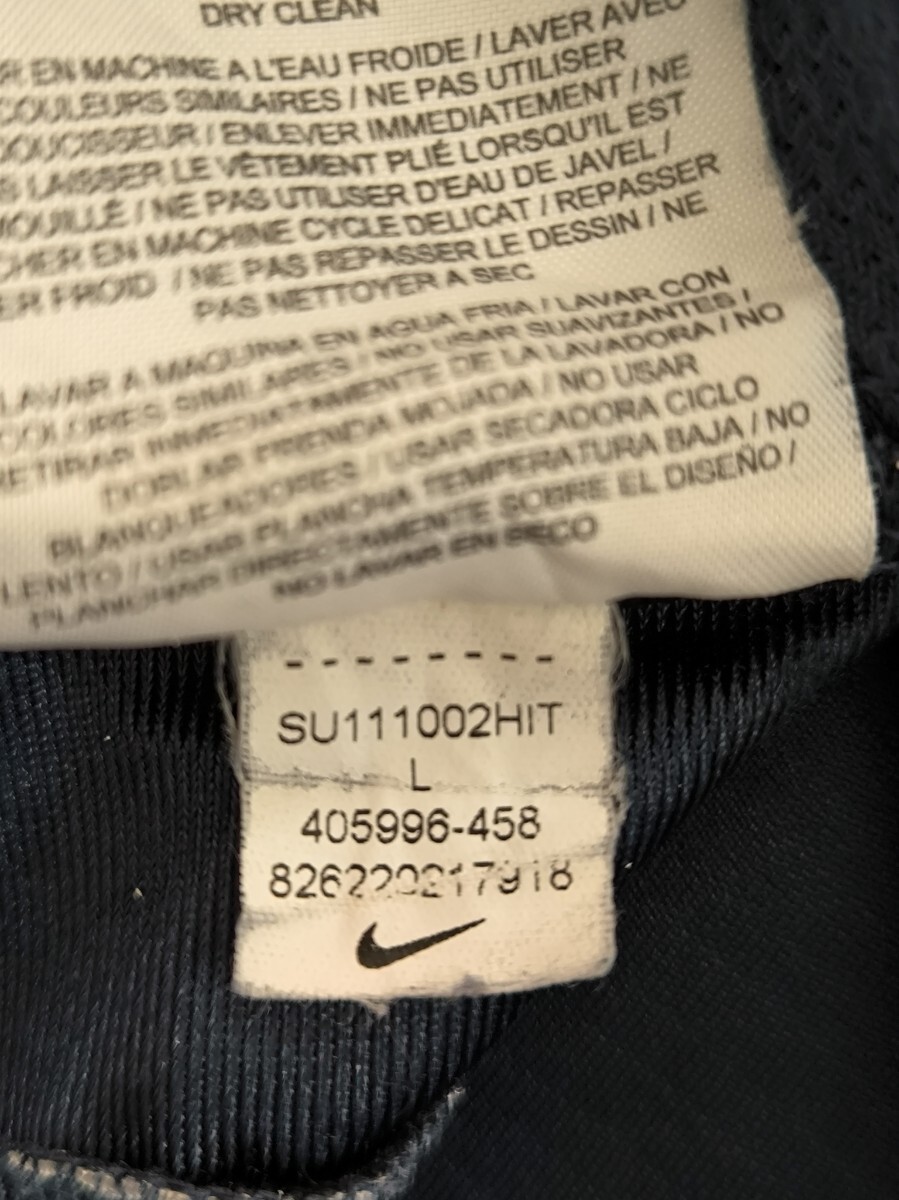 DRY CLEAN
EN MACHINE A L'EAU FROIDE / LAVER AVEC
COULEURS SIMILAIRES / NE PAS UTILISER
/ ENLEVER IMMEDIATEMENT / NE
LAISSER LE VÊTEMENT PLIÉ LORSQU'IL EST
MOUILLÉ / NE PAS UTILISER D'EAU DE JAVEL /
EN MACHINE CYCLE DELICAT / REPASSER
FROID / NE PAS REPASSER LE DESSIN / NE
PAS NETTOYER A SEC
LAVAR A MAQUINA EN AGUA FRIA / LAVAR CON
COLORES SIMILARES / NO USAR SUAVIZANTES /
RETIRAR IMMEDIATAMENTE DE LA LAVADORA / NO
MOJADA / NO USAR
BLANQUEADORES / USAR SECADORA CICLO
LENTO / USAR PLANCHA TEMPERATURA BAJA / NO
PLANCHAR DIRECTAMENTE SOBRE EL DISEÑO /
NO LAVAR EN SECO
--------
SU111002HIT
L
405996-458
826220217918